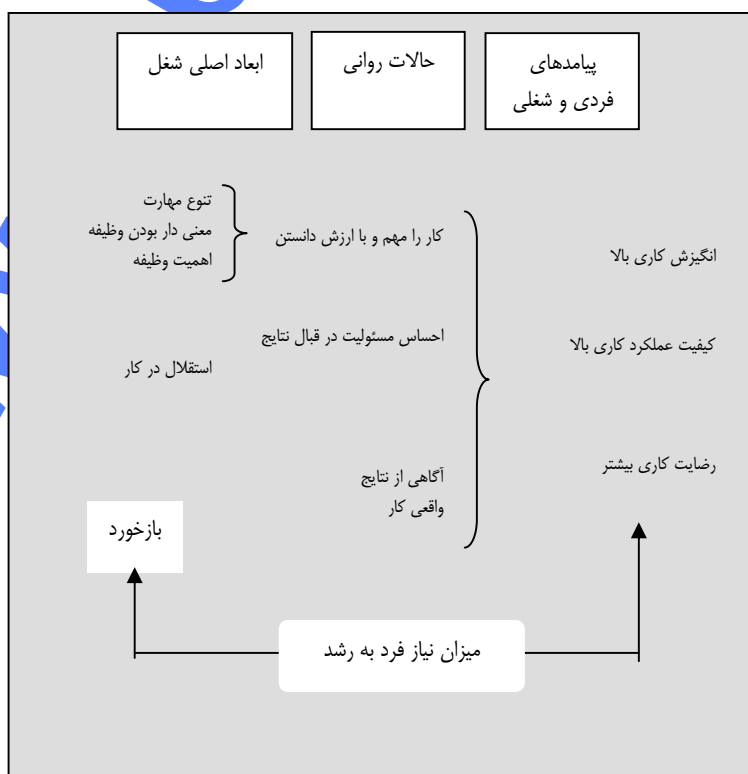 ابعاد اصلی شغل
حالات روانی
پیامدهای
فردی و شغلی
تنوع مهارت
معنی دار بودن وظیفه
اهمیت وظیفه
کار را مهم و با ارزش دانستن
انگیزش کاری بالا
استقلال در کار
احساس مسئولیت در قبال نتایج
کیفیت عملکرد کاری بالا
بازخورد
آگاهی از نتایج
واقعی کار
رضایت کاری بیشتر
میزان نیاز فرد به رشد